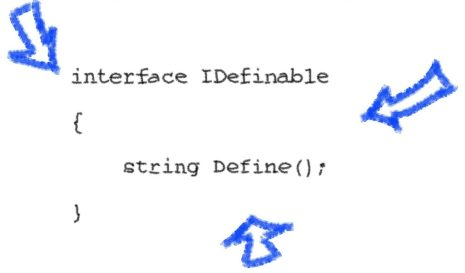 interface IDefinable
{
string Define();
}